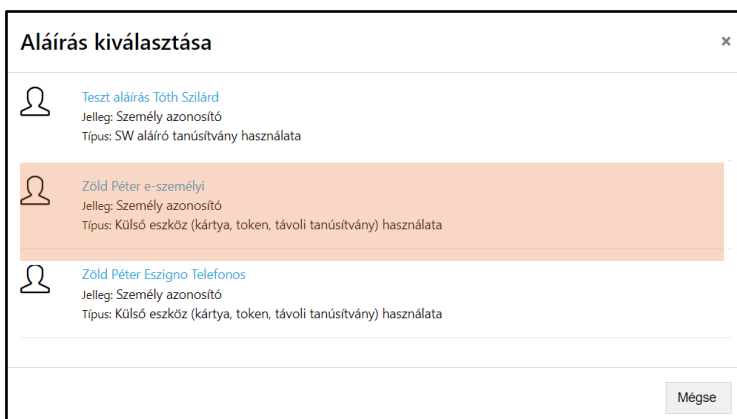 Aláírás kiválasztása
×
Teszt aláírás Tóth Szilárd
Jelleg: Személy azonosító
Típus: SW aláíró tanúsítvány használata
Zöld Péter e-személyi
Jelleg: Személy azonosító
Típus: Külső eszköz (kártya, token, távoli tanúsítvány) használata
Zöld Péter Eszigno Telefonos
Jelleg: Személy azonosító
Típus: Külső eszköz (kártya, token, távoli tanúsítvány) használata
Mégse